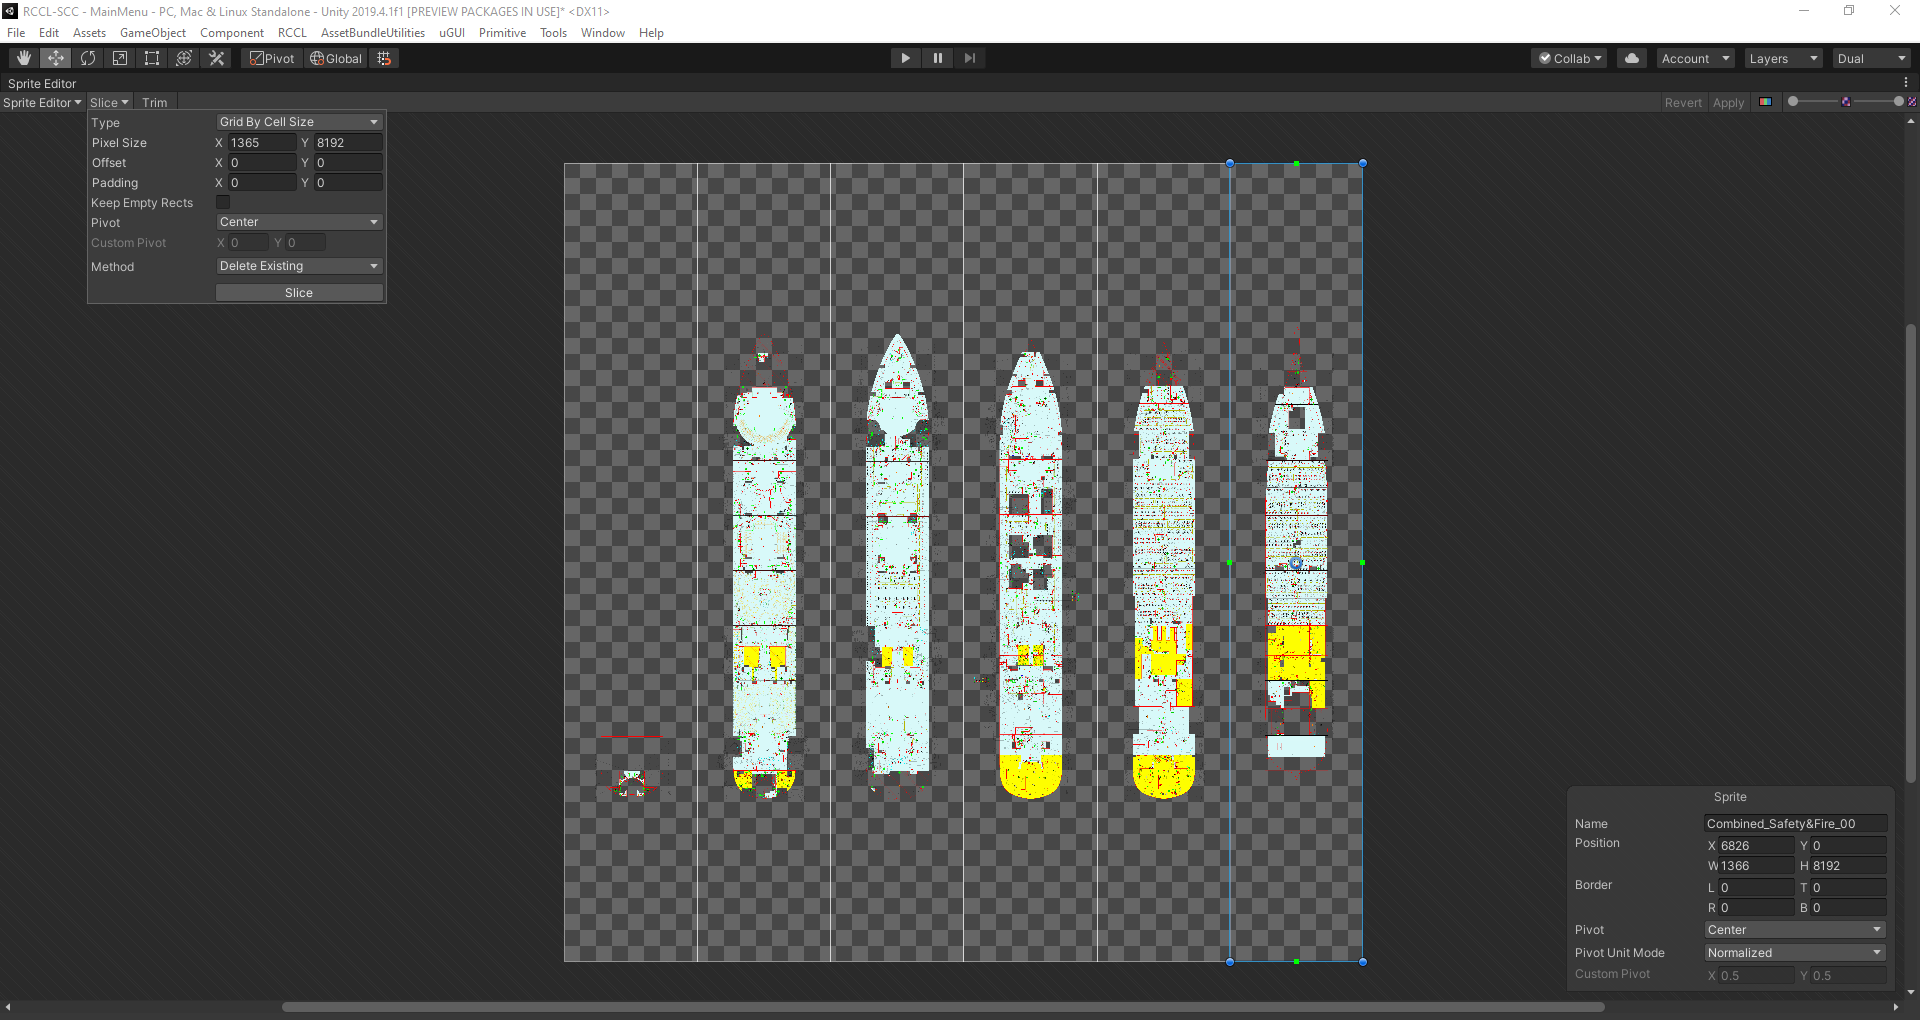 RCCL-SCC - MainMenu - PC, Mac & Linux Standalone - Unity 2019.4.1f1 [PREVIEW PACKAGES IN USE]* <DX11>
File Edit Assets GameObject Component RCCL AssetBundleUtilities uGUI Primitive Tools Window Help
Pivot Global Collab Account Layers Dual
Sprite Editor
Sprite Editor Slice Trim Revert Apply
Type Grid By Cell Size
Pixel Size X 1365 Y 8192
Offset X 0 Y 0
Padding X 0 Y 0
Keep Empty Rects
Pivot Center
Custom Pivot X 0 Y 0
Method Delete Existing
Slice
Sprite
Name Combined_Safety&Fire_00
Position X 6826 Y 0
W 1366 H 8192
Border L 0 T 0
R 0 B 0
Pivot Center
Pivot Unit Mode Normalized
Custom Pivot X 0.5 Y 0.5